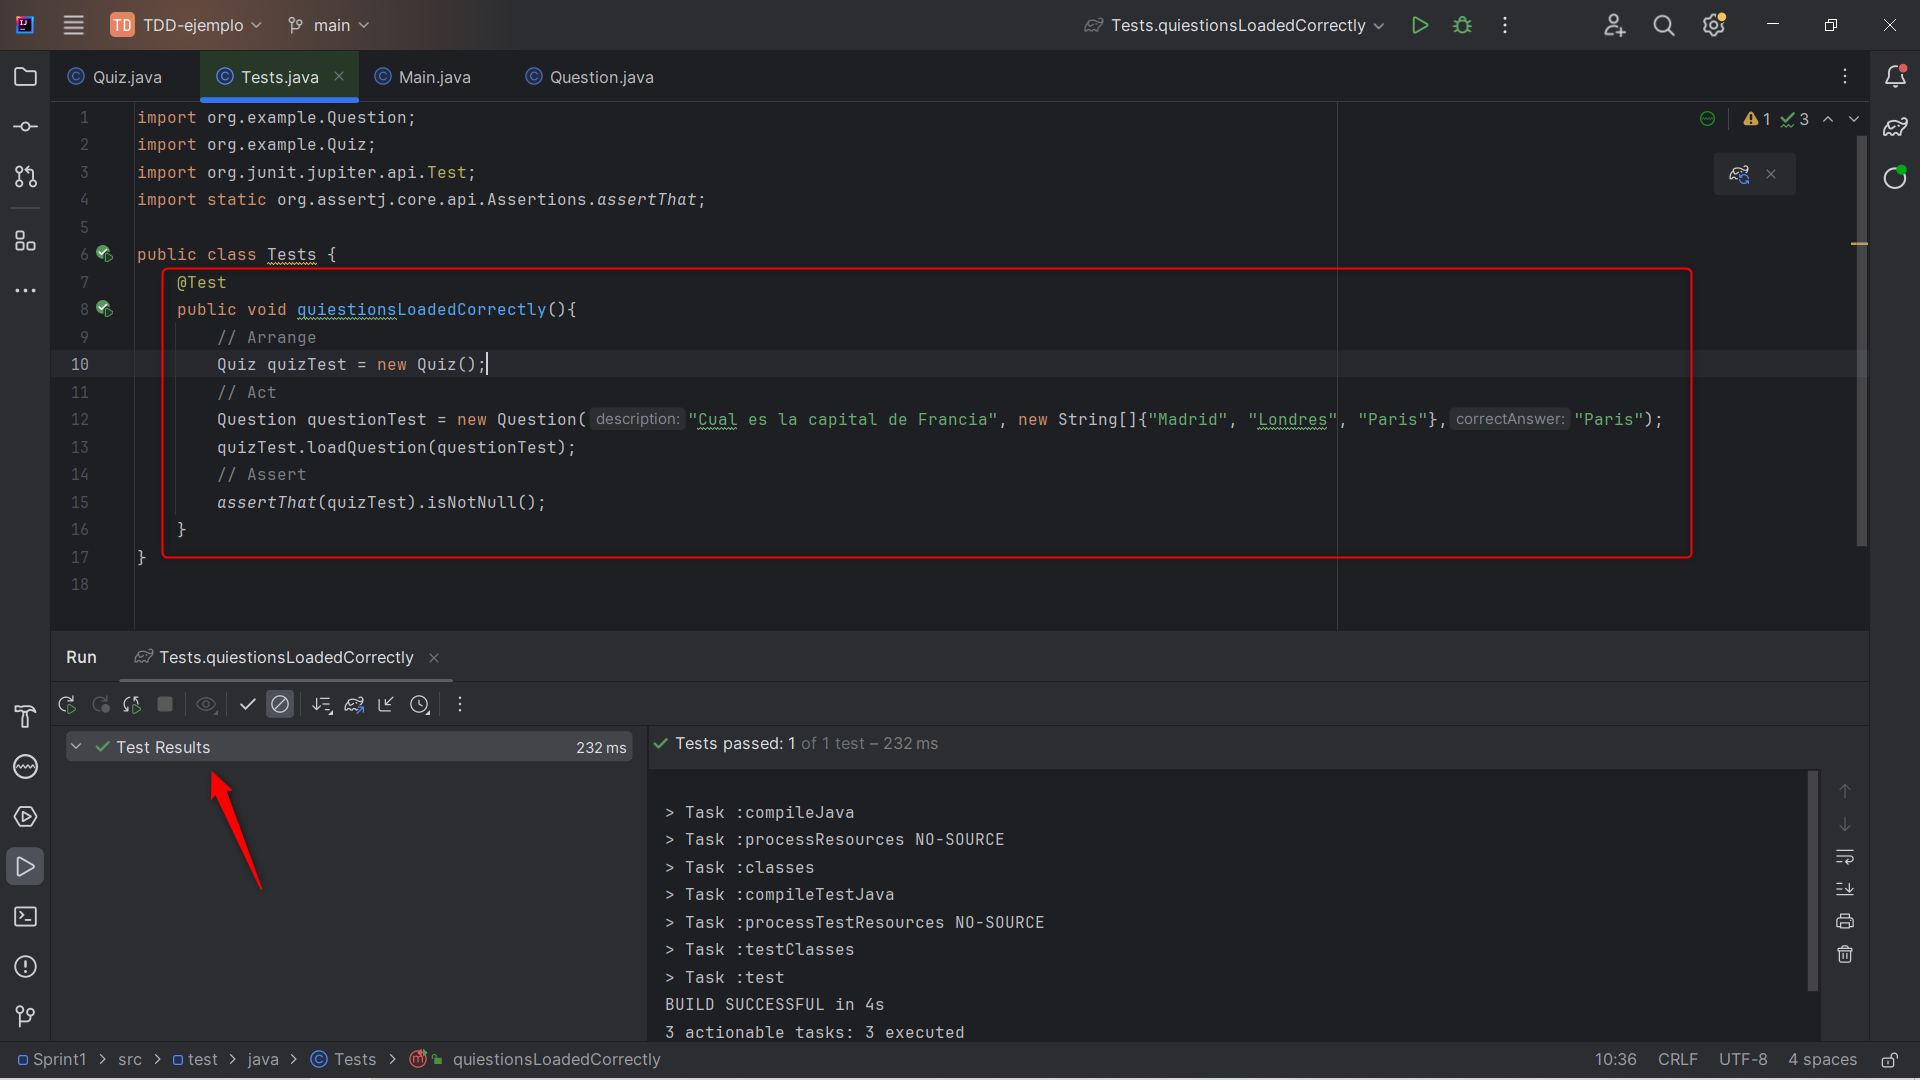 TD TDD-ejemplo main Tests.quiestionsLoadedCorrectly
Quiz.java Tests.java Main.java Question.java
1 import org.example.Question;
2 import org.example.Quiz;
3 import org.junit.jupiter.api.Test;
4 import static org.assertj.core.api.Assertions.assertThat;
5
6 public class Tests {
7 @Test
8 public void quiestionsLoadedCorrectly(){
9 // Arrange
10 Quiz quizTest = new Quiz();
11 // Act
12 Question questionTest = new Question( description: "Cual es la capital de Francia", new String[]{"Madrid", "Londres", "Paris"}, correctAnswer: "Paris");
13 quizTest.loadQuestion(questionTest);
14 // Assert
15 assertThat(quizTest).isNotNull();
16 }
17 }
18
1 3
Run Tests.quiestionsLoadedCorrectly
Test Results 232 ms
Tests passed: 1 of 1 test – 232 ms
> Task :compileJava
> Task :processResources NO-SOURCE
> Task :classes
> Task :compileTestJava
> Task :processTestResources NO-SOURCE
> Task :testClasses
> Task :test
BUILD SUCCESSFUL in 4s
3 actionable tasks: 3 executed
Sprint1 > src > test > java > Tests > quiestionsLoadedCorrectly 10:36 CRLF UTF-8 4 spaces